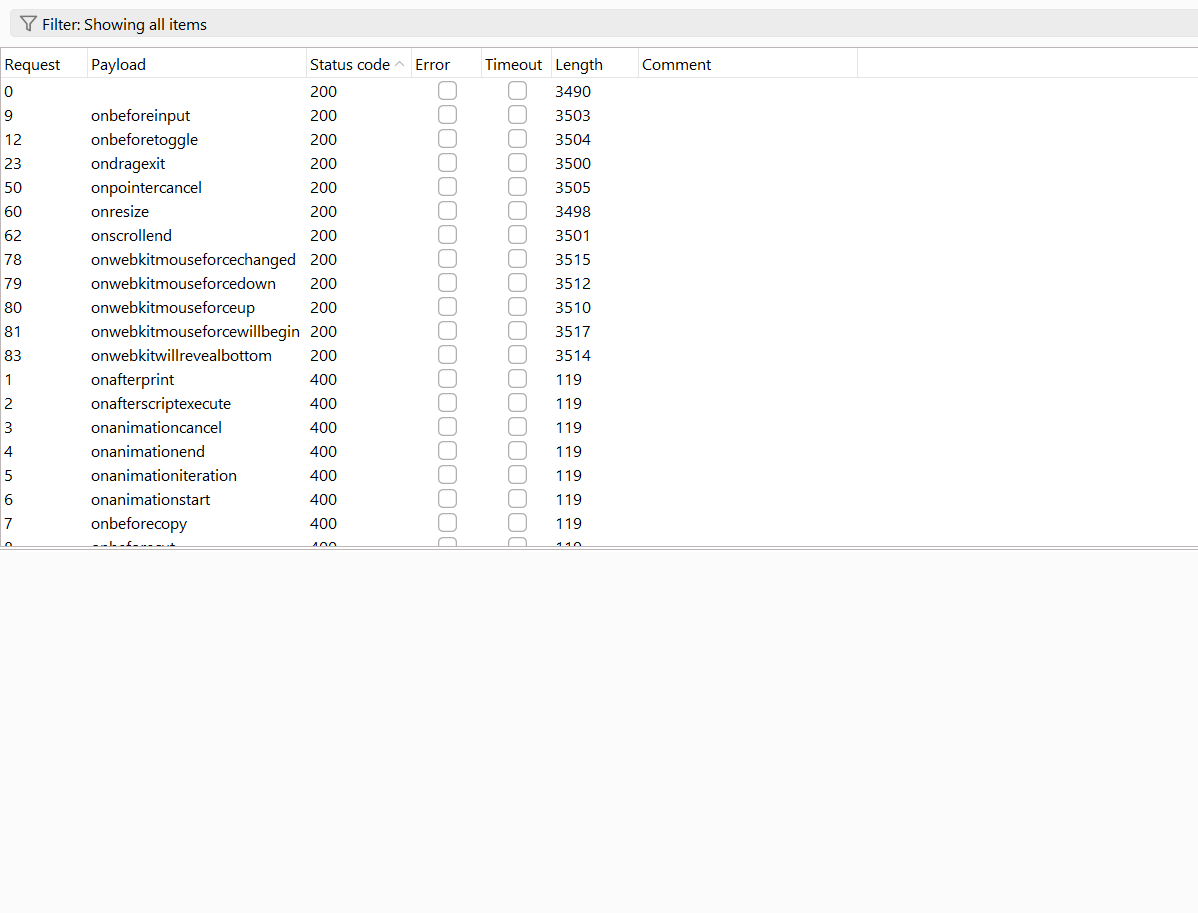 Filter: Showing all items
Request Payload Status code Error Timeout Length Comment
0 200 3490
9 onbeforeinput 200 3503
12 onbeforetoggle 200 3504
23 ondragexit 200 3500
50 onpointercancel 200 3505
60 onresize 200 3498
62 onscrollend 200 3501
78 onwebkitmouseforcechanged 200 3515
79 onwebkitmouseforcedown 200 3512
80 onwebkitmouseforceup 200 3510
81 onwebkitmouseforcewillbegin 200 3517
83 onwebkitwillrevealbottom 200 3514
1 onafterprint 400 119
2 onafterscriptexecute 400 119
3 onanimationcancel 400 119
4 onanimationend 400 119
5 onanimationiteration 400 119
6 onanimationstart 400 119
7 onbeforecopy 400 119